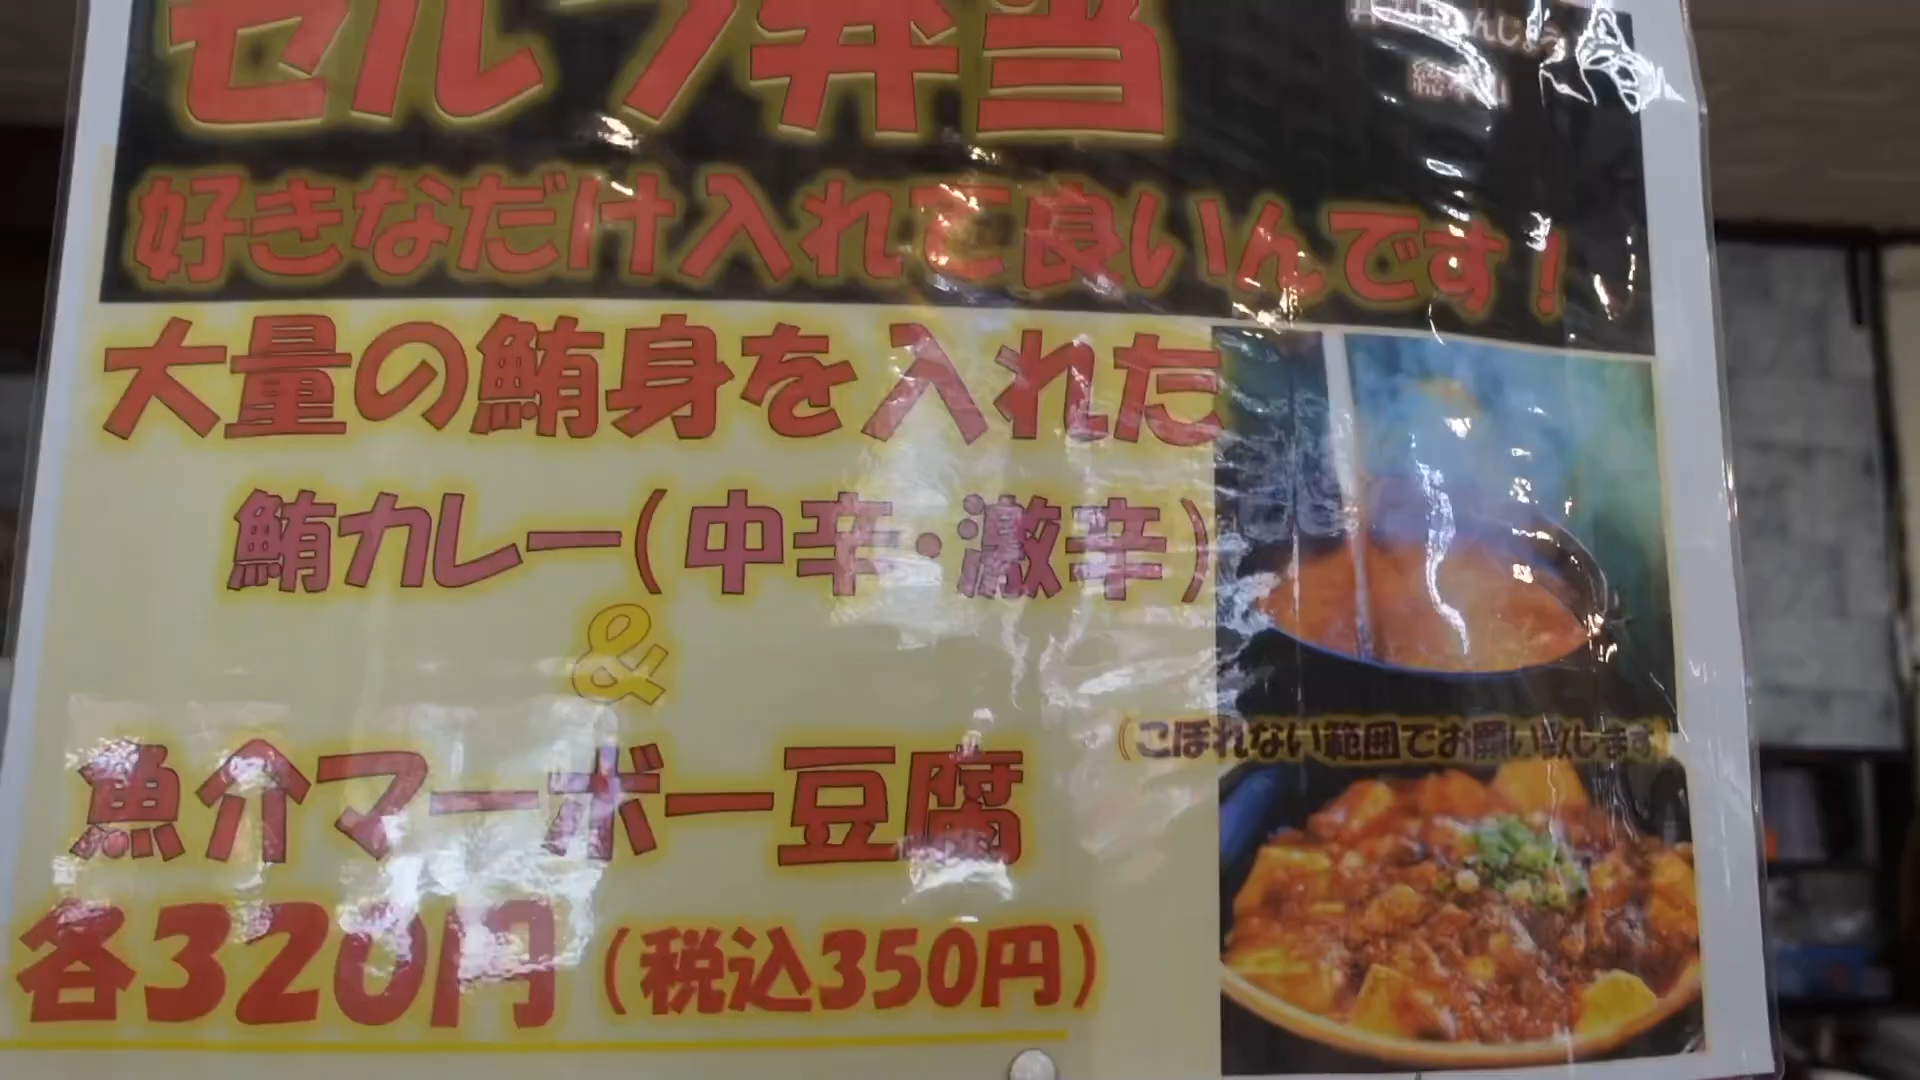 セルフ弁当
好きなだけ入れて良いんです!
大量の鮪身を入れた
鮪カレー(中辛・激辛)
&
魚介マーボー豆腐
(こぼれない範囲でお願い致します)
各320円(税込350円)